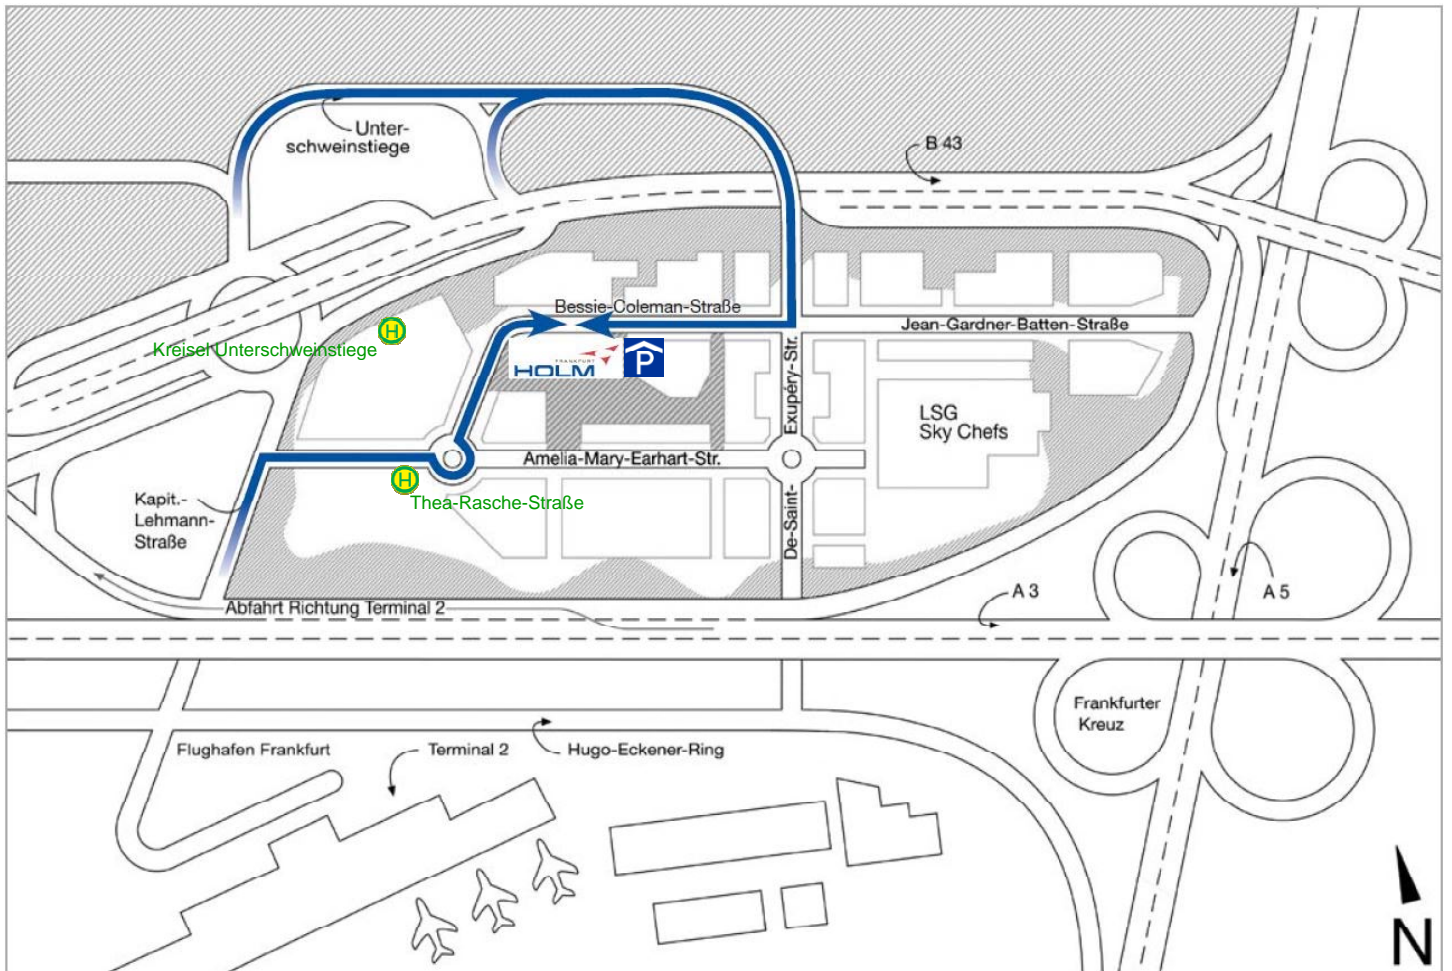 Unter-
schweinstiege
B 43
Bessie-Coleman-Straße
Jean-Gardner-Batten-Straße
H
Kreisel Unterschweinstiege
FRANKFURT
HOLM
P
De-Saint-Exupéry-Str.
LSG
Sky Chefs
Amelia-Mary-Earhart-Str.
H
Thea-Rasche-Straße
Kapit.-
Lehmann-
Straße
Abfahrt Richtung Terminal 2
A 3
A 5
Frankfurter
Kreuz
Flughafen Frankfurt
Terminal 2
Hugo-Eckener-Ring
N